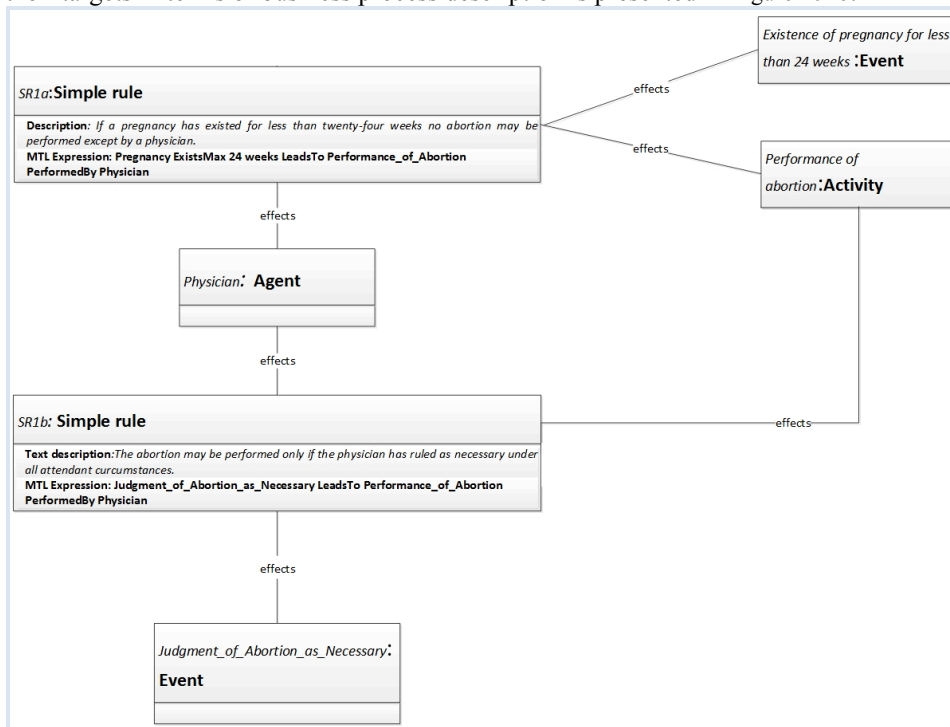 Existence of pregnancy for less
than 24 weeks :Event
SR1a:Simple rule
effects
Description: If a pregnancy has existed for less than twenty-four weeks no abortion may be
performed except by a physician.
MTL Expression: Pregnancy ExistsMax 24 weeks LeadsTo Performance_of_Abortion
PerformedBy Physician
effects
Performance of
abortion:Activity
effects
Physician: Agent
effects
SR1b: Simple rule
effects
Text description:The abortion may be performed only if the physician has ruled as necessary under
all attendant curcumstances.
MTL Expression: Judgment_of_Abortion_as_Necessary LeadsTo Performance_of_Abortion
PerformedBy Physician
effects
Judgment_of_Abortion_as_Necessary:
Event